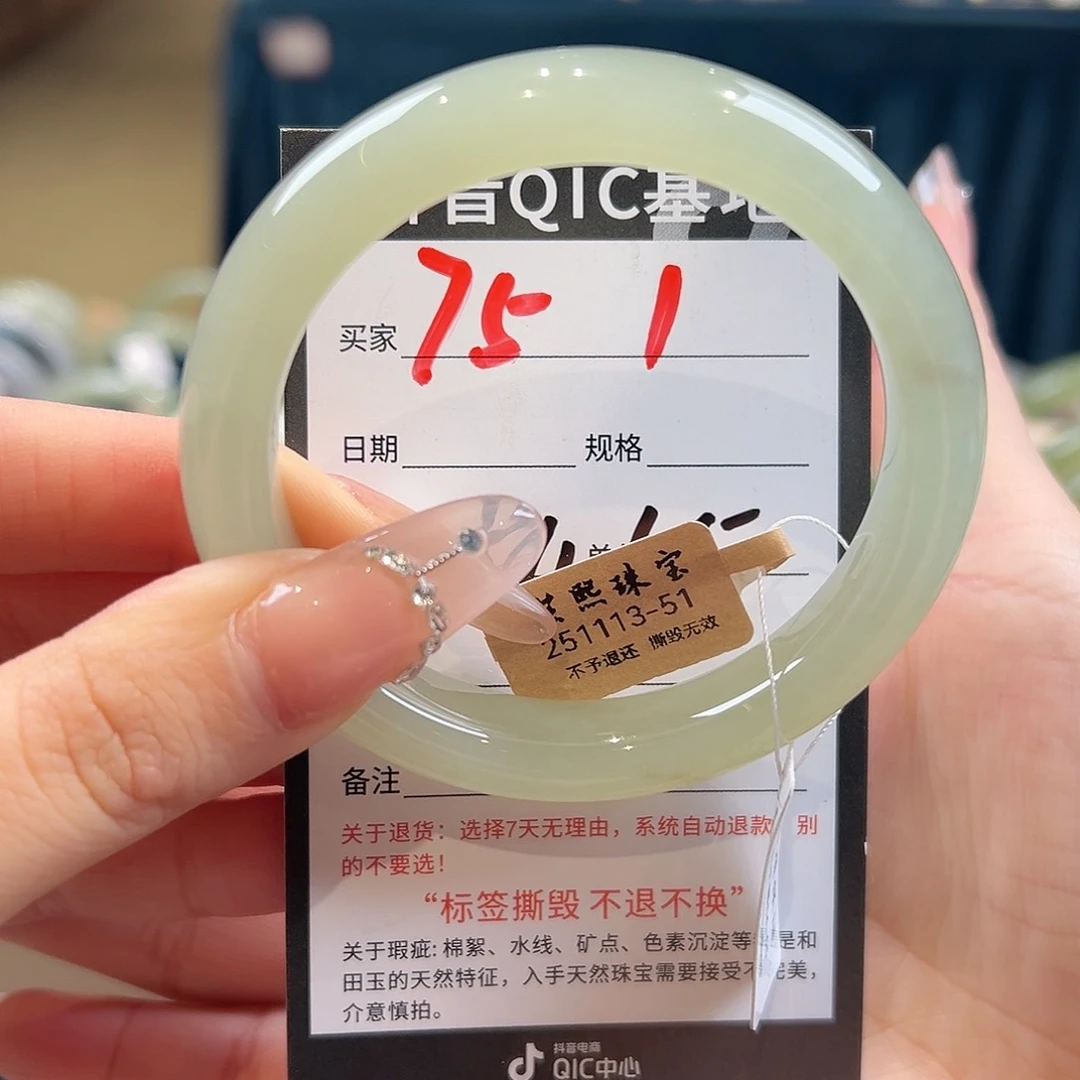 音QIC基地
买家 75 1
日期 规格
熙珠宝
251113-51
不予退还 撕毁无效
备注
关于退货：选择7天无理由，系统自动退款 别
的不要选！
“标签撕毁 不退不换”
关于瑕疵: 棉絮、水线、矿点、色素沉淀等 是和
田玉的天然特征，入手天然珠宝需要接受不完美，
介意慎拍。
抖音电商
QIC中心